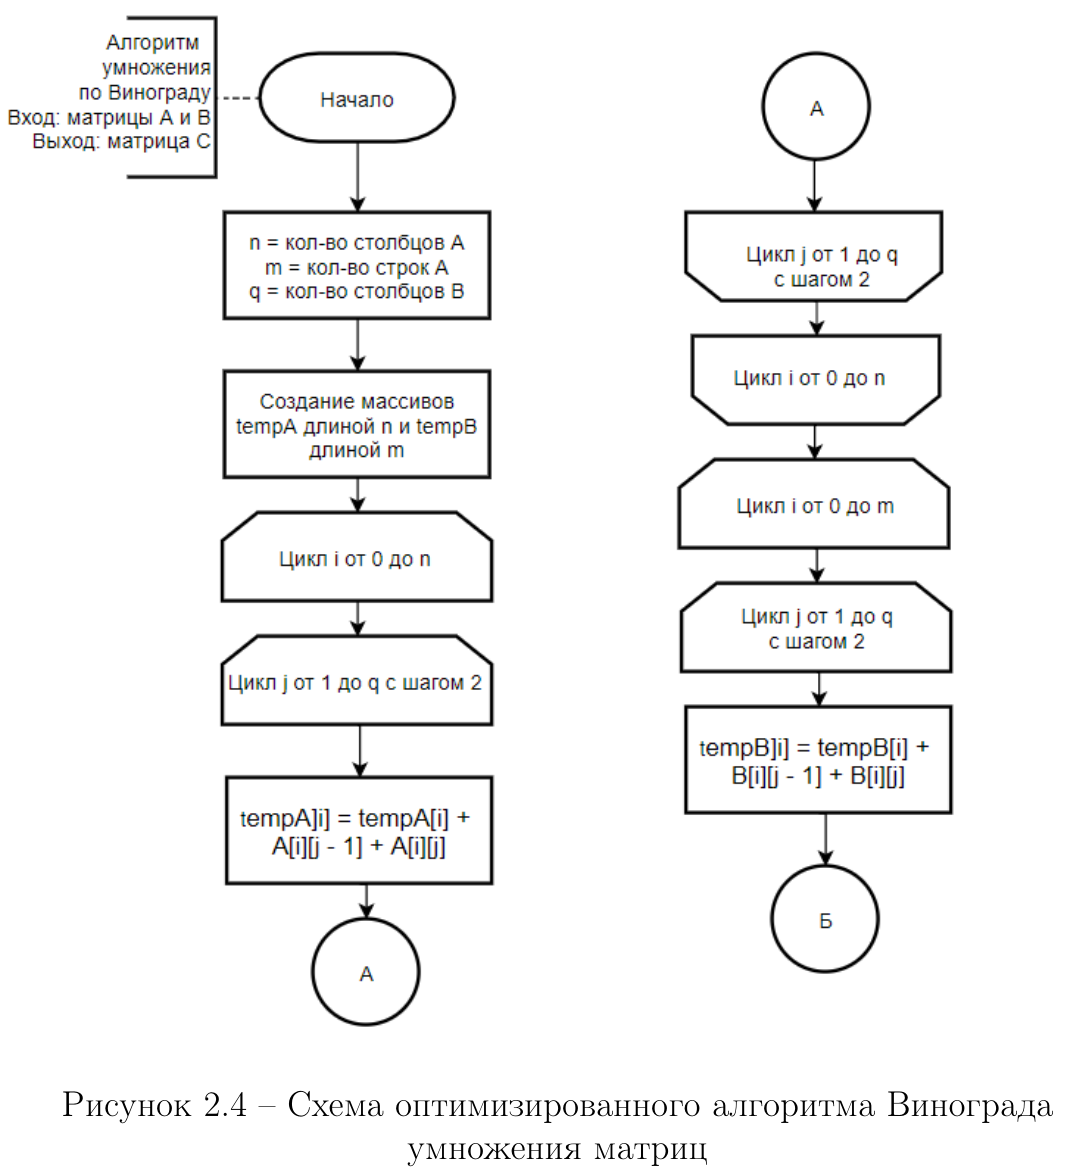 Алгоритм
умножения
по Винограду
Вход: матрицы А и В
Выход: матрица С
Начало
n = кол-во столбцов А
m = кол-во строк А
q = кол-во столбцов В
Создание массивов
tempA длиной n и tempB
длиной m
Цикл i от 0 до n
Цикл j от 1 до q с шагом 2
tempA]i] = tempA[i] +
A[i][j - 1] + A[i][j]
А
А
Цикл j от 1 до q
с шагом 2
Цикл i от 0 до n
Цикл i от 0 до m
Цикл j от 1 до q
с шагом 2
tempB]i] = tempB[i] +
B[i][j - 1] + B[i][j]
Б
Рисунок 2.4 – Схема оптимизированного алгоритма Винограда
умножения матриц